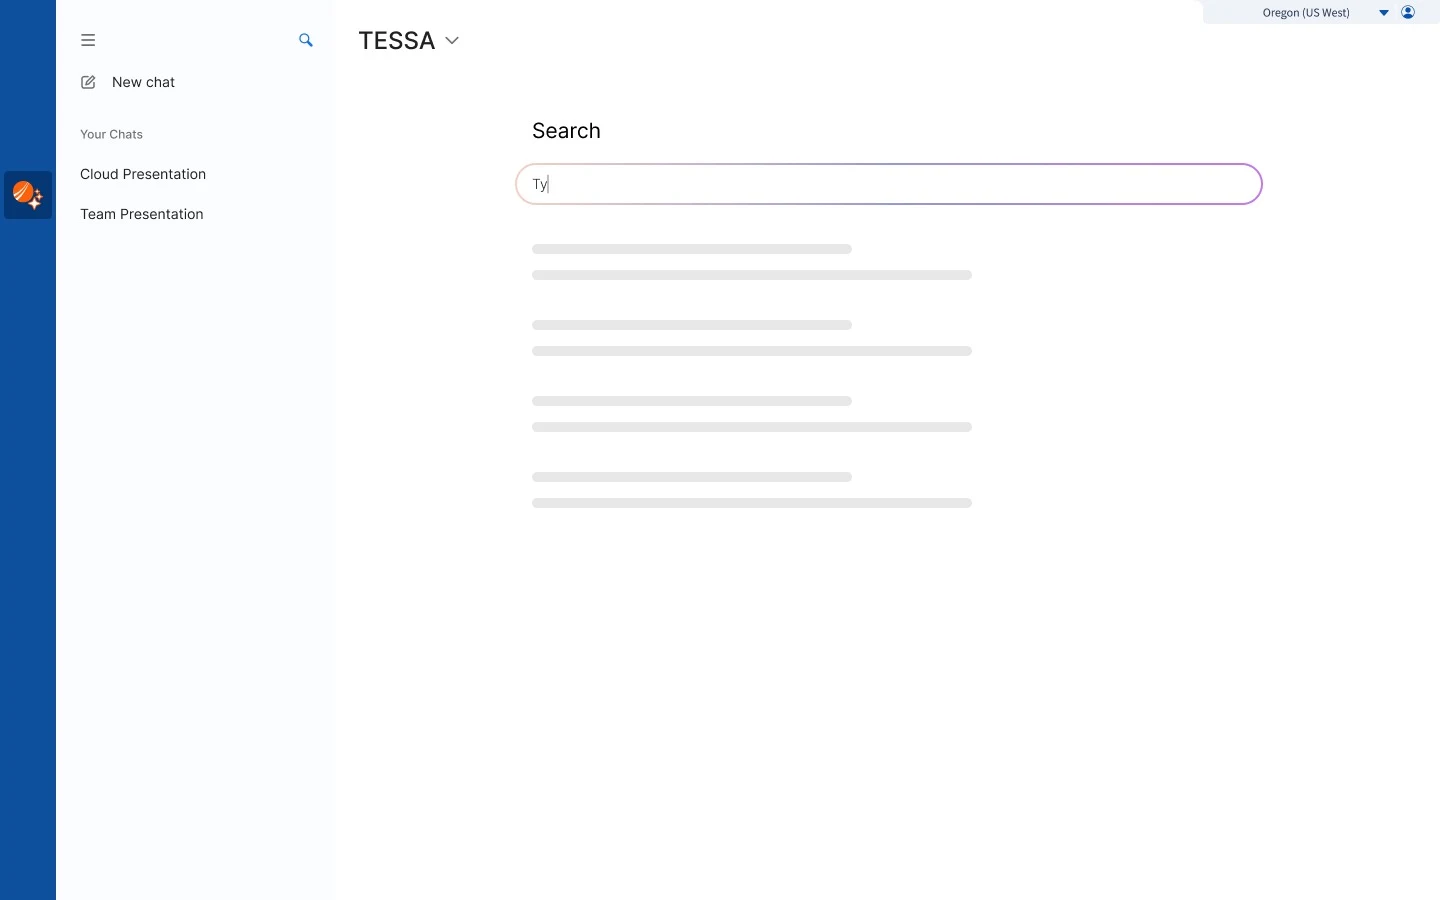 Oregon (US West)
TESSA
New chat
Your Chats
Cloud Presentation
Team Presentation
Search
Ty